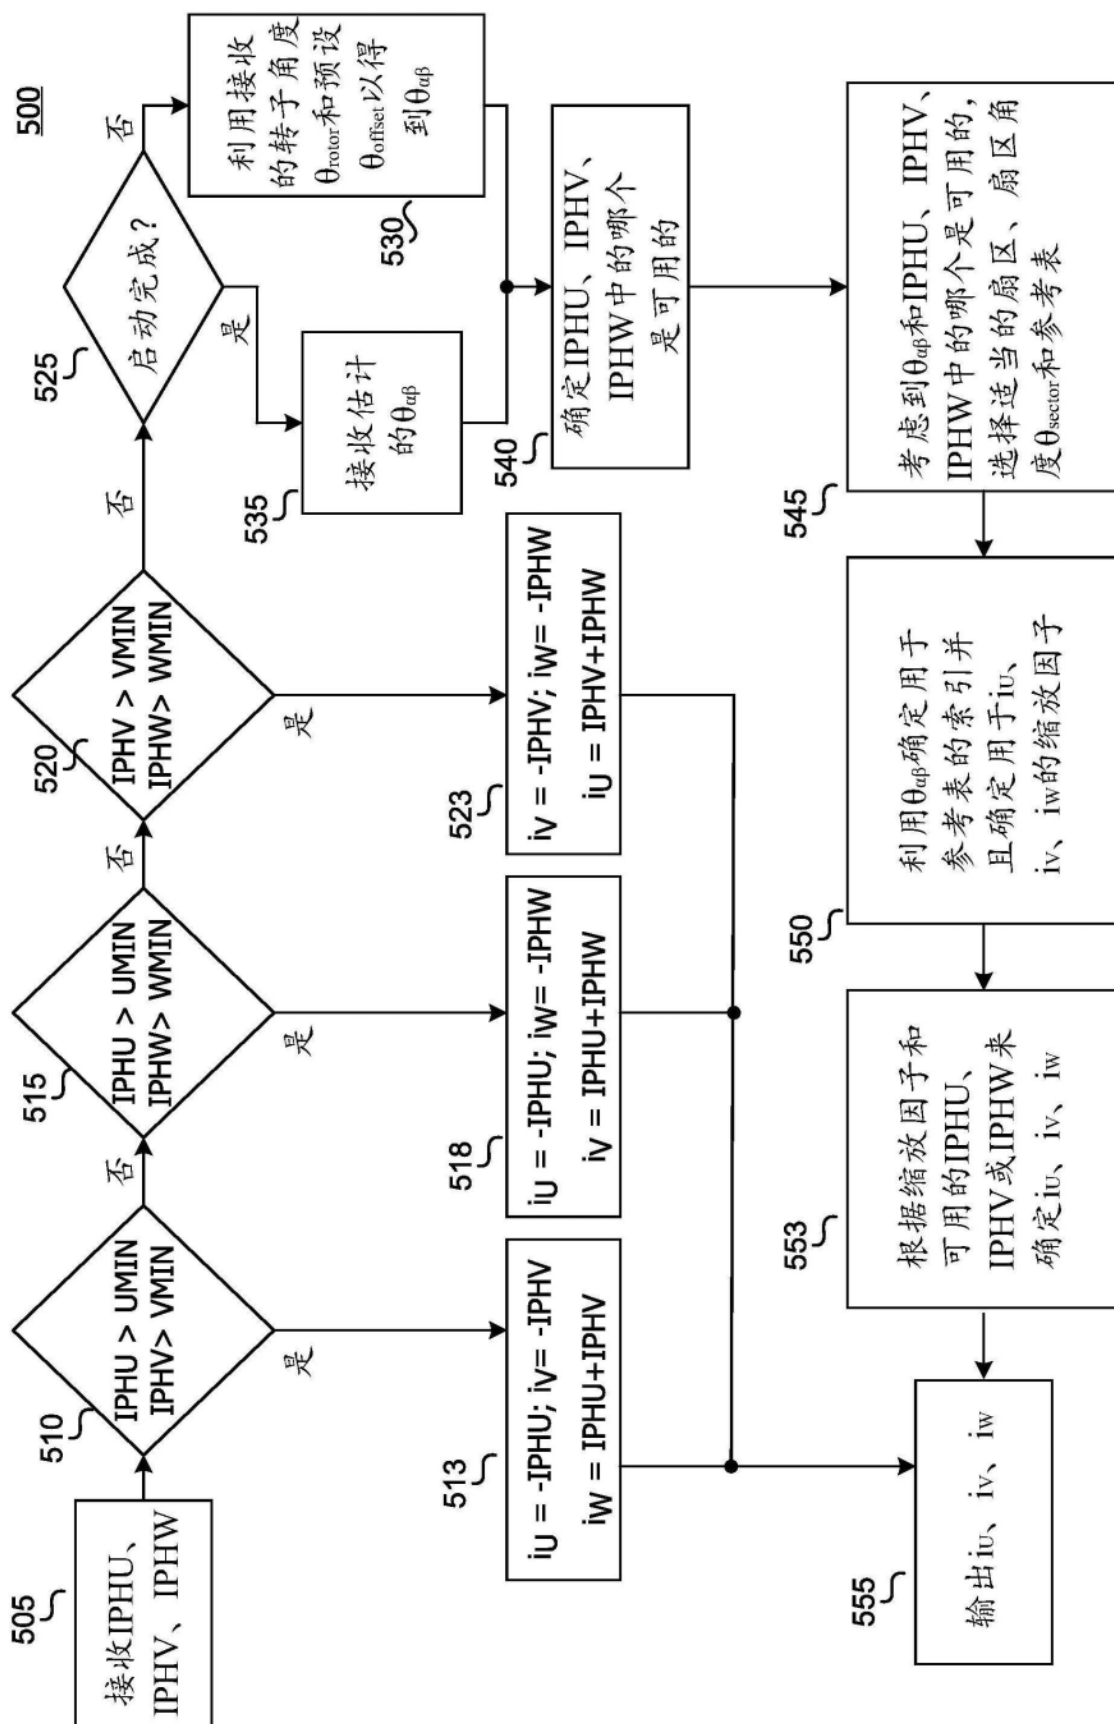 500
505
接收IPHU、
IPHV、IPHW
510
IPHU > UMIN
IPHV> VMIN
否
是
513
iU = -IPHU; iV= -IPHV
iW = IPHU+IPHV
515
IPHU > UMIN
IPHW> WMIN
否
是
518
iU = -IPHU; iW= -IPHW
iV = IPHU+IPHW
520
IPHV > VMIN
IPHW> WMIN
否
是
523
iV = -IPHV; iW= -IPHW
iU = IPHV+IPHW
525
启动完成?
否
是
530
利用接收
的转子角度
θrotor和预设
θoffset以得
到θαβ
535
接收估计
的θαβ
540
确定IPHU、IPHV、
IPHW中的哪个
是可用的
545
考虑到θαβ和IPHU、IPHV、
IPHW中的哪个是可用的,
选择适当的扇区、扇区角
度θsector和参考表
550
利用θαβ确定用于
参考表的索引并
且确定用于iU、
iV、iW的缩放因子
553
根据缩放因子和
可用的IPHU、
IPHV或IPHW来
确定iU、iV、iW
555
输出iU、iV、iW